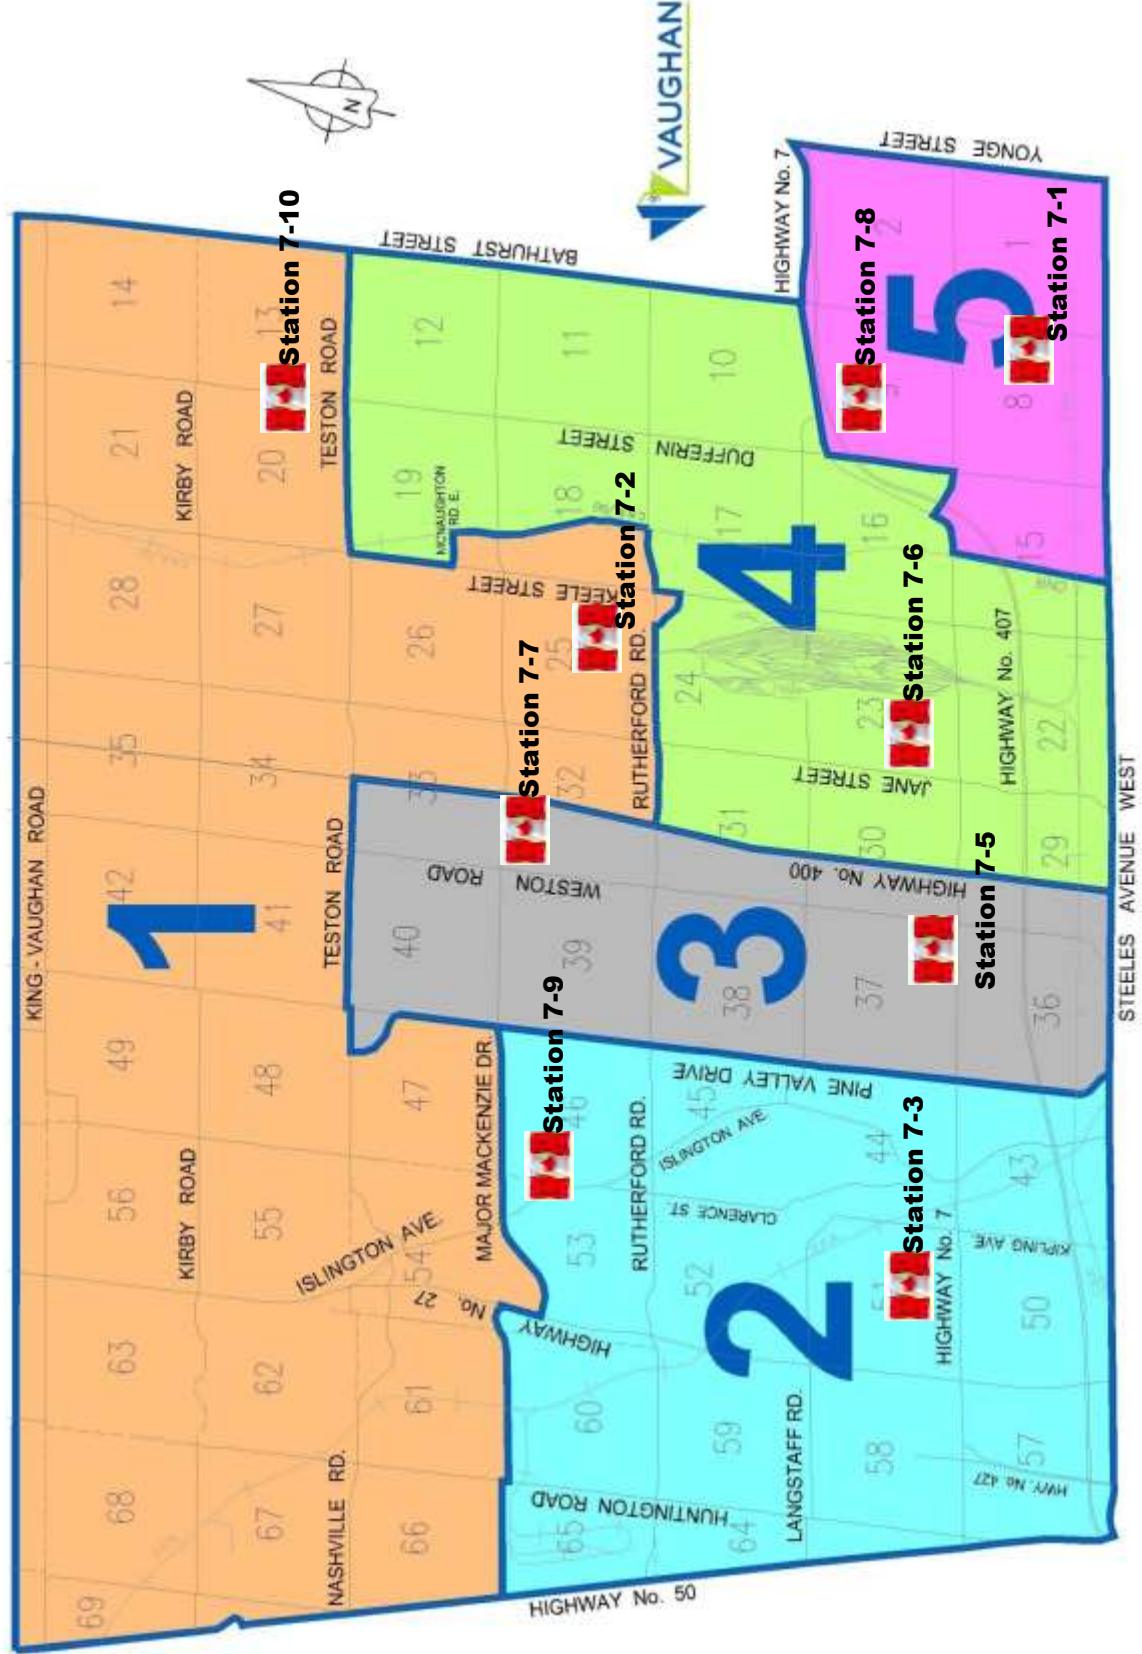 KING - VAUGHAN ROAD
69
68
63
56
49
42
35
28
21
14
KIRBY ROAD
KIRBY ROAD
1
67
62
55
48
41
34
27
20
13
Station 7-10
NASHVILLE RD.
TESTON ROAD
TESTON ROAD
N
66
61
54
47
40
33
26
19
12
ISLINGTON AVE.
HIGHWAY No. 27
MAJOR MACKENZIE DR.
WESTON ROAD
MCNAUGHTON
RD. E.
KEELE STREET
BATHURST STREET
Station 7-9
Station 7-7
Station 7-2
65
60
53
46
39
32
25
18
11
HUNTINGTON ROAD
RUTHERFORD RD.
RUTHERFORD RD.
DUFFERIN STREET
HIGHWAY No. 50
VAUGHAN
64
59
52
45
38
31
24
17
10
ISLINGTON AVE
CLARENCE ST.
PINE VALLEY DRIVE
2
3
4
LANGSTAFF RD.
HIGHWAY No. 7
58
51
44
37
30
23
16
9
2
HIGHWAY No. 400
JANE STREET
Station 7-3
Station 7-6
Station 7-8
5
YONGE STREET
HIGHWAY No. 7
KIPLING AVE.
HWY No 427
Station 7-5
HIGHWAY No. 407
57
50
43
36
29
22
15
8
1
Station 7-1
STEELES AVENUE WEST